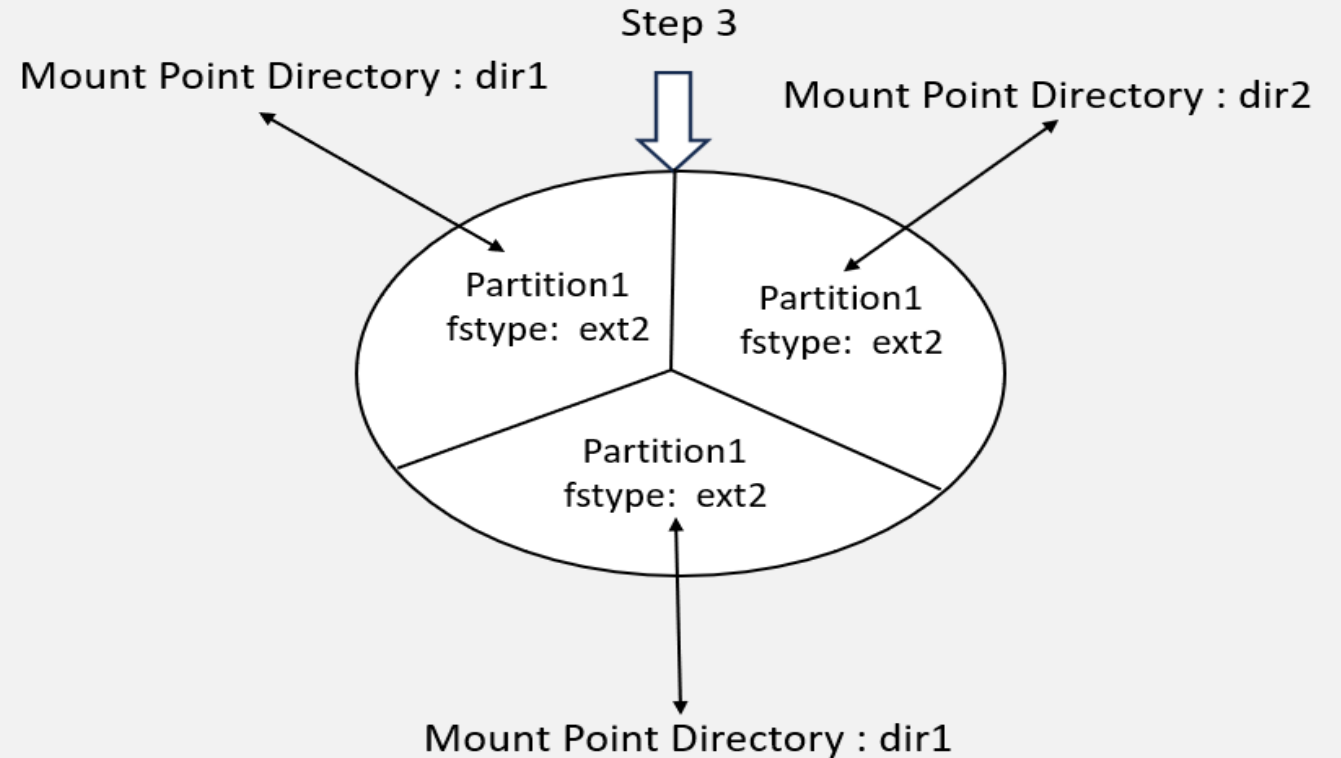 Step 3
Mount Point Directory : dir1
Mount Point Directory : dir2
Partition1
fstype:  ext2
Partition1
fstype:  ext2
Partition1
fstype:  ext2
Mount Point Directory : dir1